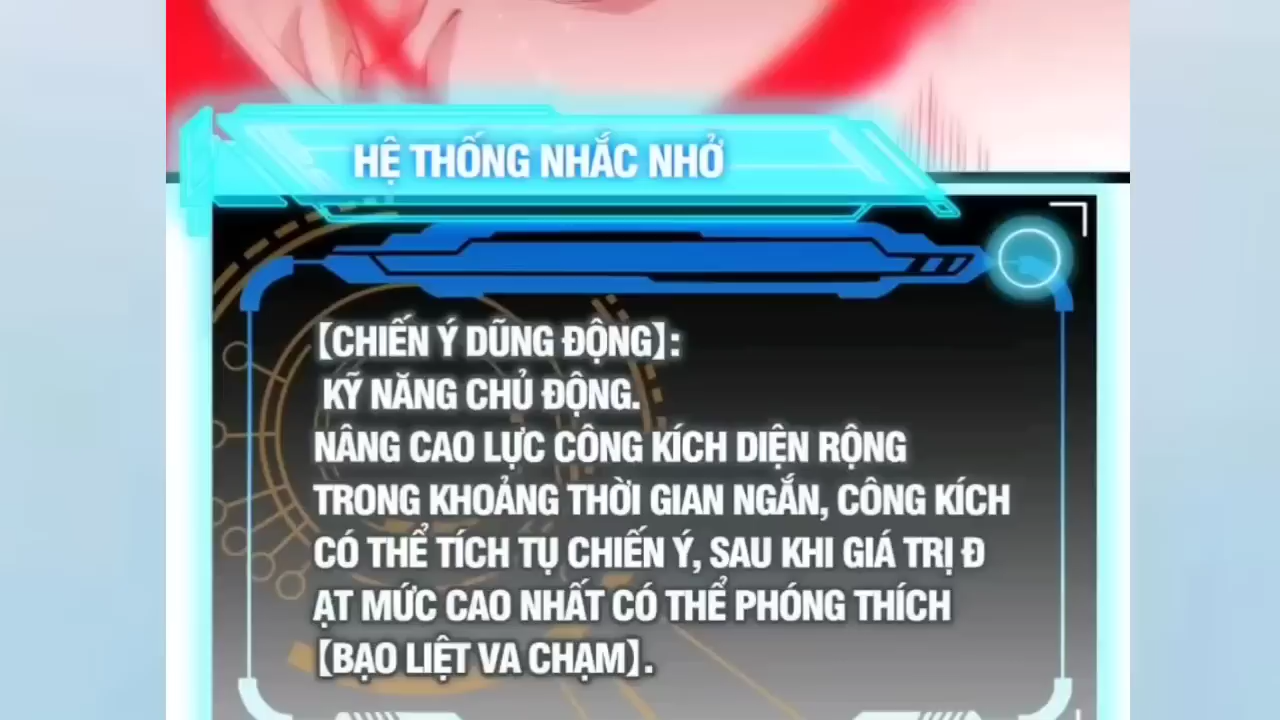 HỆ THỐNG NHẮC NHỞ
【CHIẾN Ý DŨNG ĐỘNG】:
KỸ NĂNG CHỦ ĐỘNG.
NÂNG CAO LỰC CÔNG KÍCH DIỆN RỘNG
TRONG KHOẢNG THỜI GIAN NGẮN, CÔNG KÍCH
CÓ THỂ TÍCH TỤ CHIẾN Ý, SAU KHI GIÁ TRỊ Đ
ẠT MỨC CAO NHẤT CÓ THỂ PHÓNG THÍCH
【BẠO LIỆT VA CHẠM】.